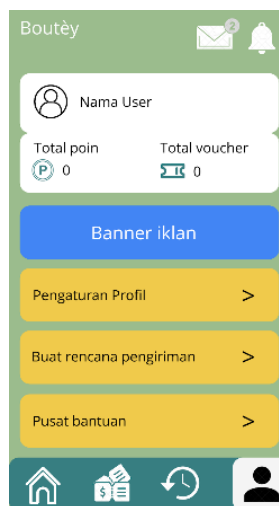 Boutèy
2
Nama User
Total poin
Total voucher
P 0
0
Banner iklan
Pengaturan Profil >
Buat rencana pengiriman >
Pusat bantuan >
$